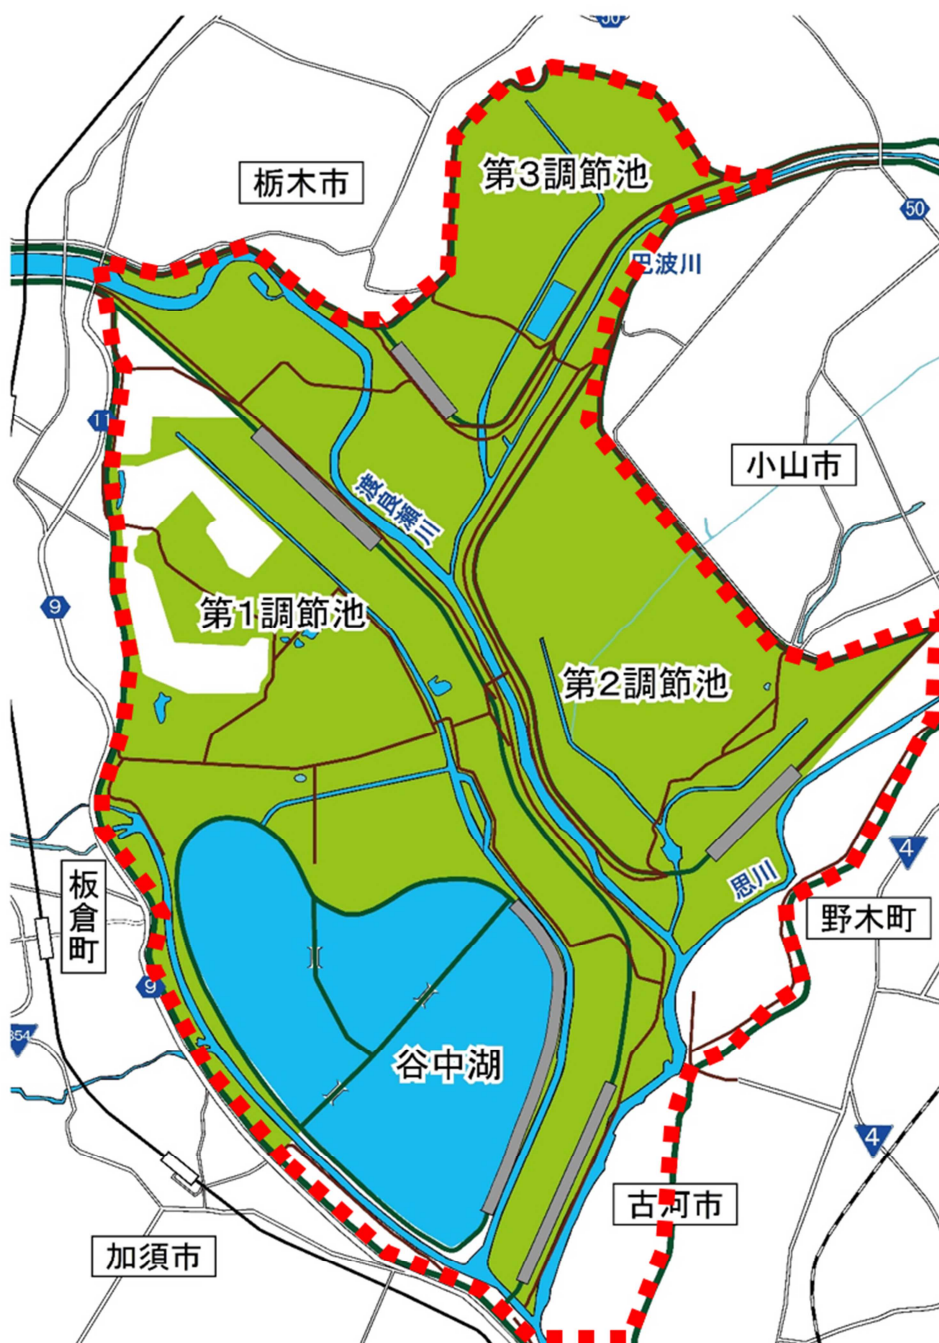 50
第3調節池
栃木市
50
巴波川
11
小山市
渡良瀬川
9
第1調節池
第2調節池
4
思川
板倉町
野木町
9
354
谷中湖
4
古河市
加須市